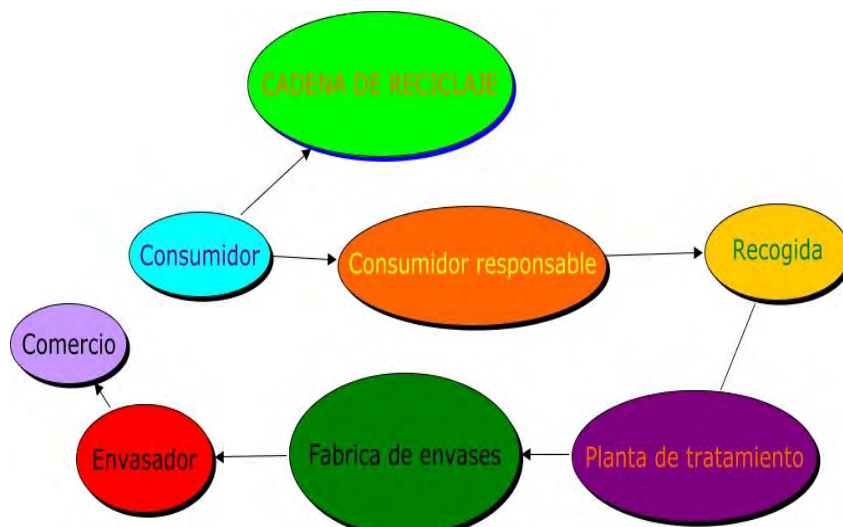 CADENA DE RECICLAJE
Consumidor
Consumidor responsable
Recogida
Comercio
Envasador
Fabrica de envases
Planta de tratamiento